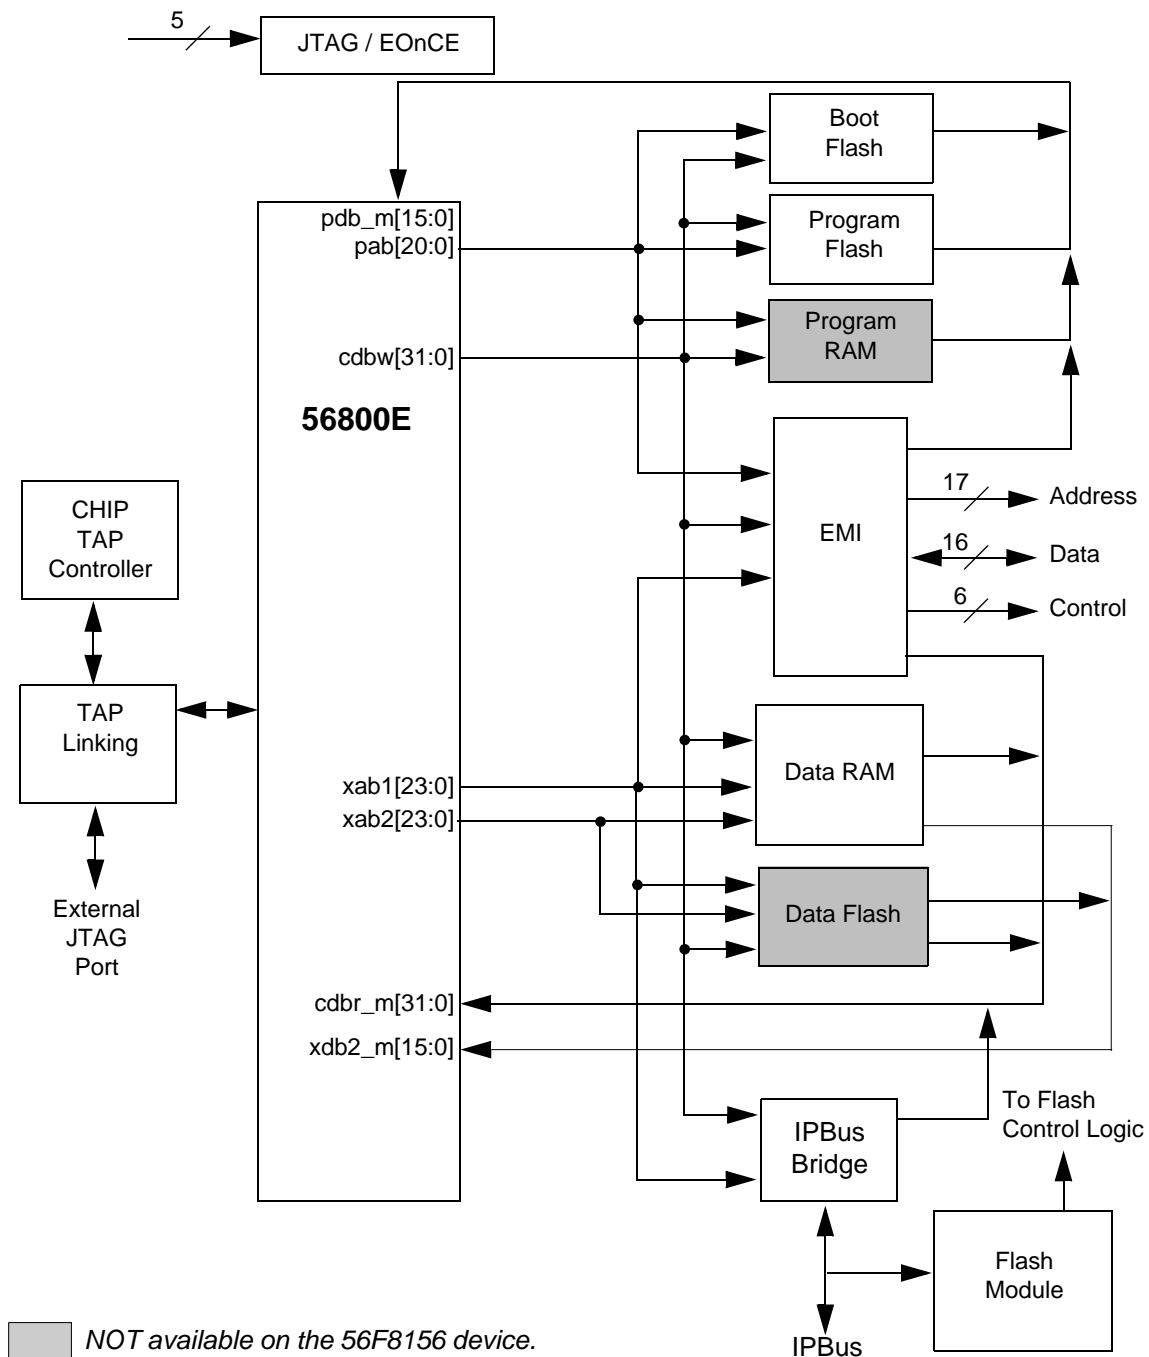 5
JTAG / EOnCE
Boot
Flash
pdb_m[15:0]
pab[20:0]
Program
Flash
cdbw[31:0]
Program
RAM
56800E
CHIP
TAP
Controller
EMI
17
Address
16
Data
6
Control
TAP
Linking
xab1[23:0]
xab2[23:0]
Data RAM
External
JTAG
Port
Data Flash
cdbr_m[31:0]
xdb2_m[15:0]
IPBus
Bridge
To Flash
Control Logic
Flash
Module
IPBus
NOT available on the 56F8156 device.